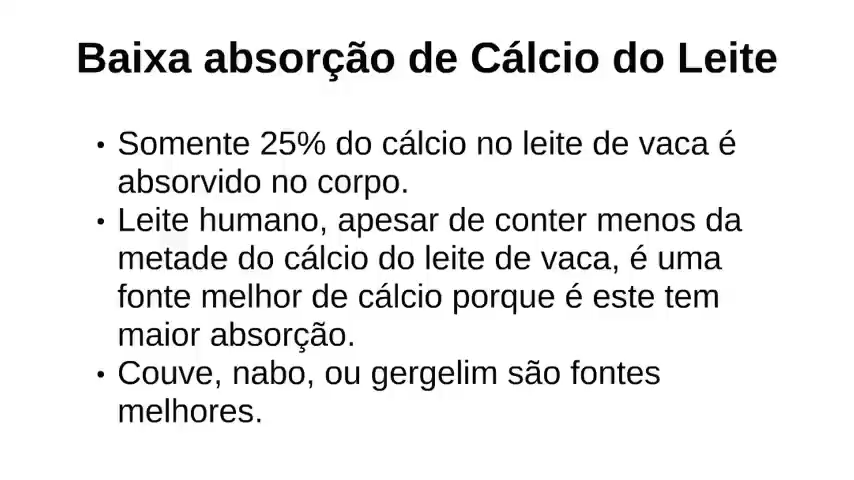 Baixa absorção de Cálcio do Leite
• Somente 25% do cálcio no leite de vaca é
absorvido no corpo.
• Leite humano, apesar de conter menos da
metade do cálcio do leite de vaca, é uma
fonte melhor de cálcio porque é este tem
maior absorção.
• Couve, nabo, ou gergelim são fontes
melhores.